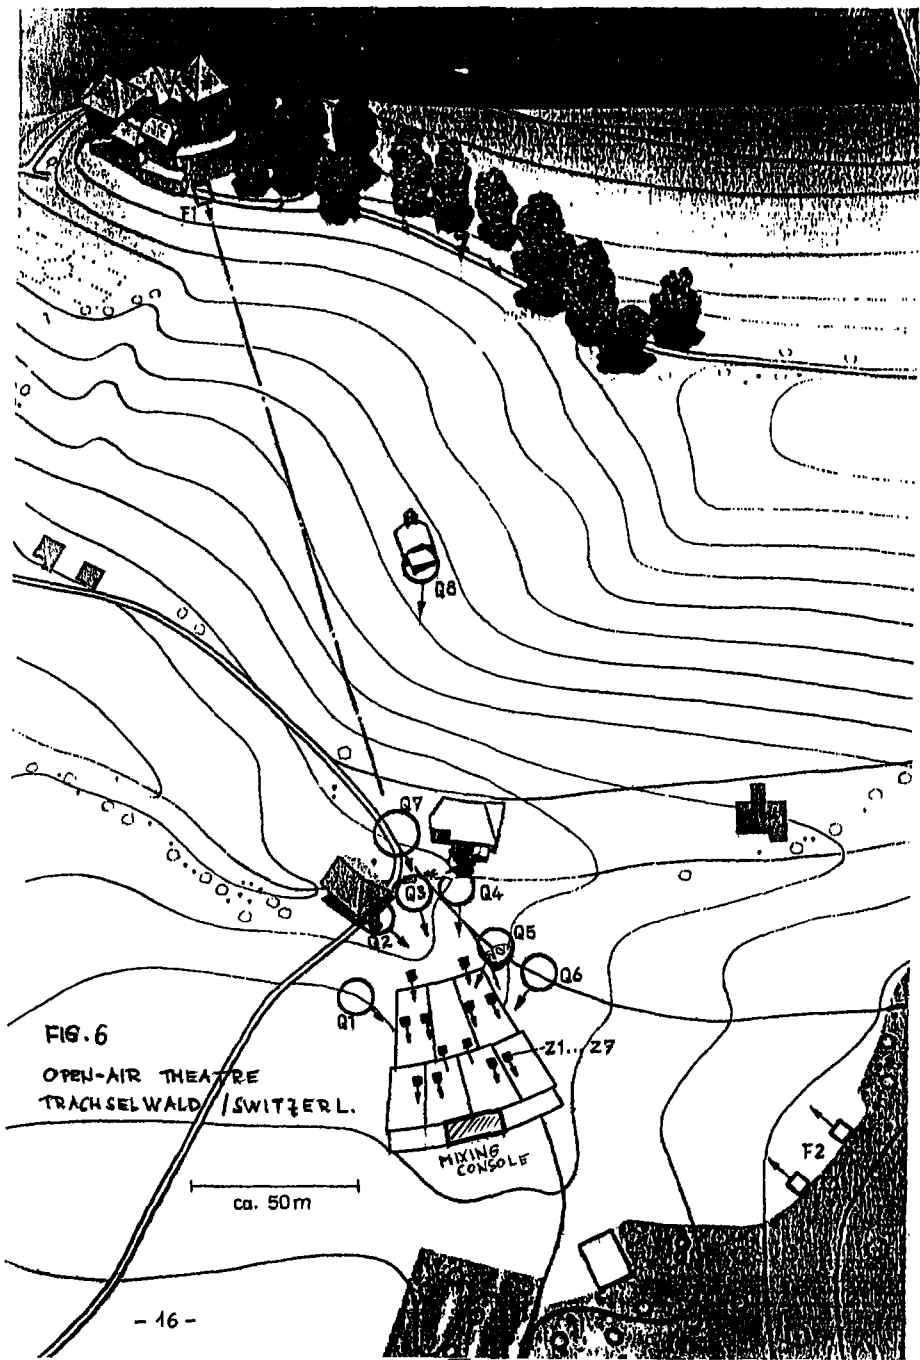 F1
Q8
Q7
Q3
Q4
Q2
Q5
Q6
Q1
Z1...Z9
FIG.6
OPEN-AIR THEATRE
TRACHSELWALD / SWITZERL.
F2
MIXING
CONSOLE
ca. 50m
- 16 -